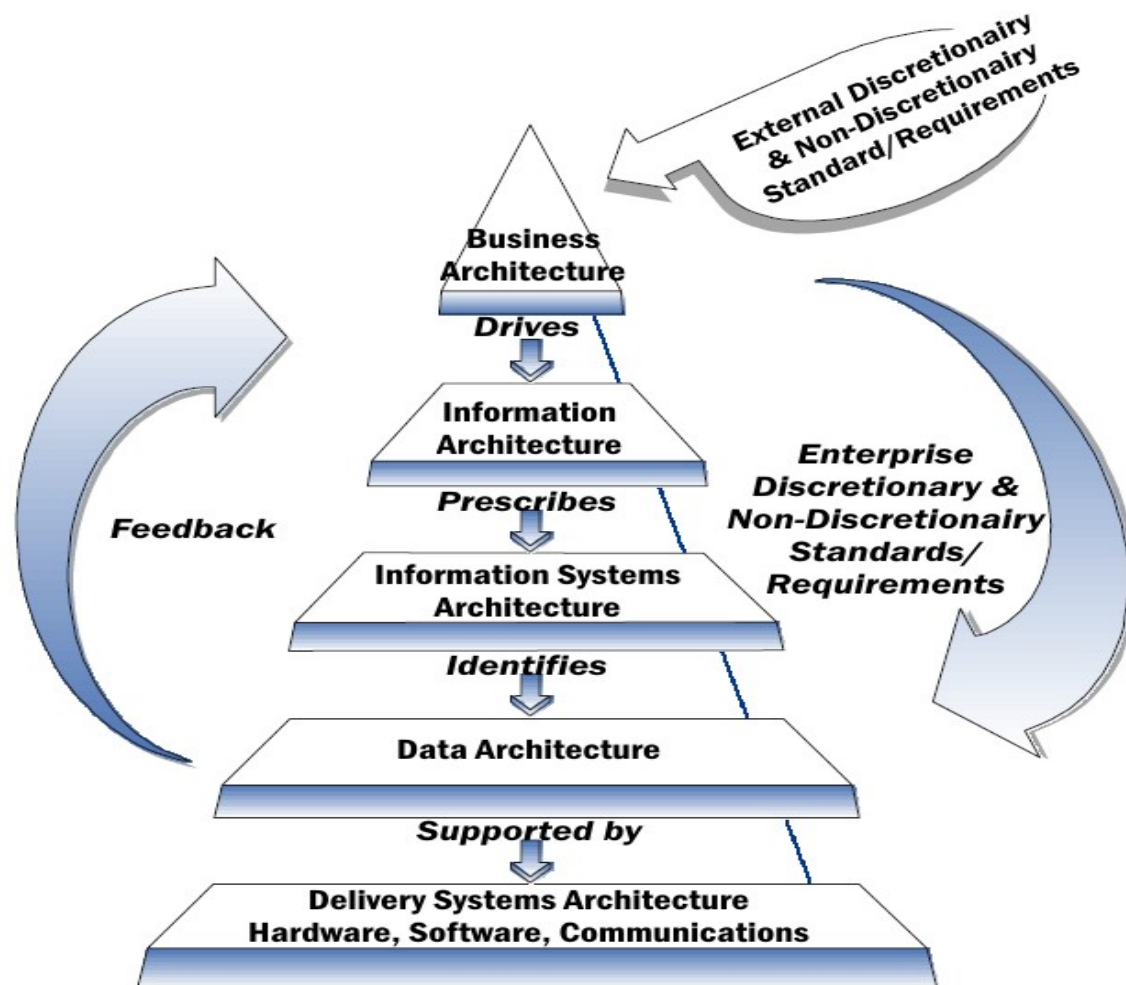 External Discretionairy
& Non-Discretionairy
Standard/Requirements
Business
Architecture
Drives
Information
Architecture
Prescribes
Feedback
Enterprise
Discretionary &
Non-Discretionairy
Standards/
Requirements
Information Systems
Architecture
Identifies
Data Architecture
Supported by
Delivery Systems Architecture
Hardware, Software, Communications